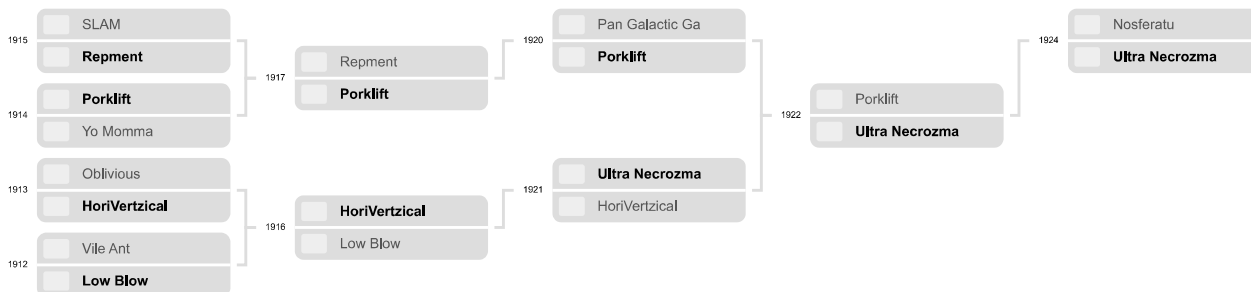 1915
SLAM
Repment
1914
Porklift
Yo Momma
1913
Oblivious
HoriVertzical
1912
Vile Ant
Low Blow
1917
Repment
Porklift
1916
HoriVertzical
Low Blow
1920
Pan Galactic Ga
Porklift
1921
Ultra Necrozma
HoriVertzical
1922
Porklift
Ultra Necrozma
1924
Nosferatu
Ultra Necrozma